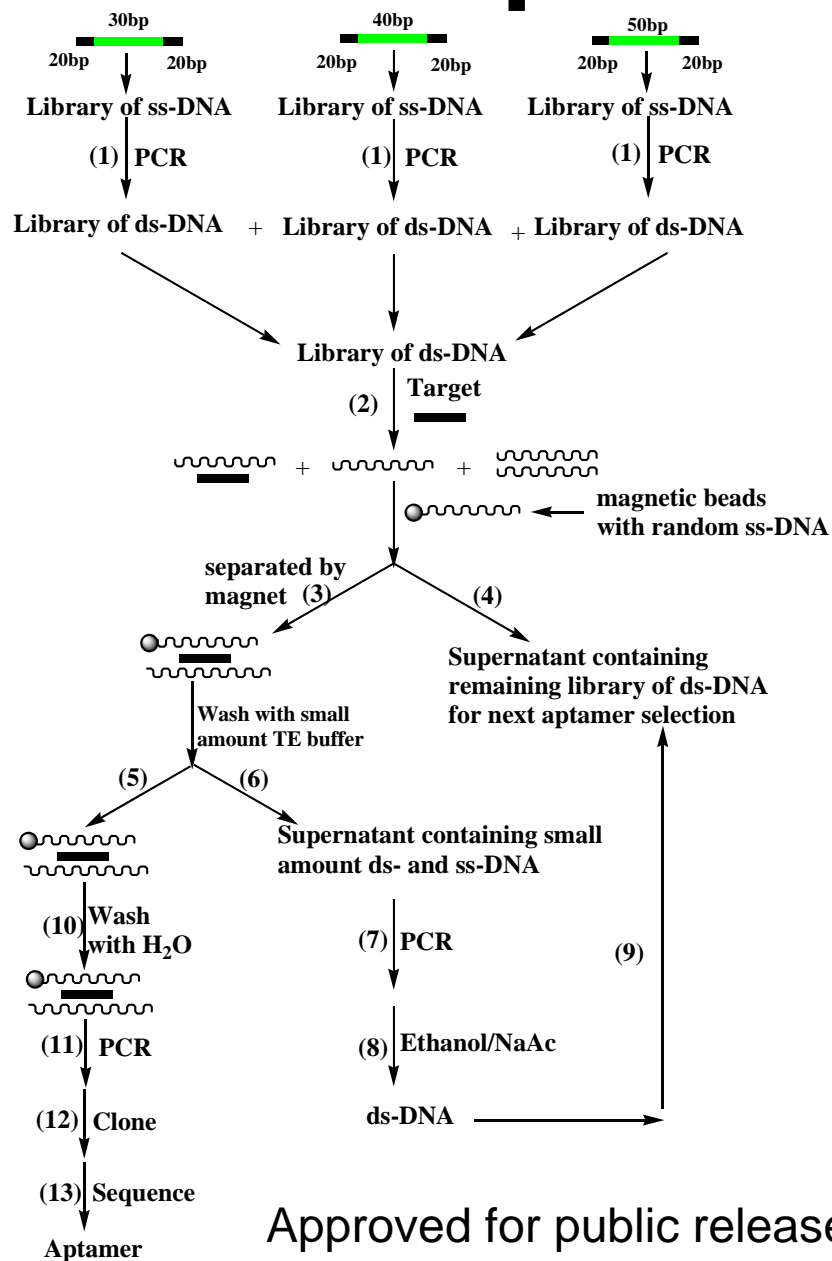 30bp 40bp 50bp
20bp 20bp 20bp 20bp 20bp 20bp
Library of ss-DNA Library of ss-DNA Library of ss-DNA
(1) PCR (1) PCR (1) PCR
Library of ds-DNA + Library of ds-DNA + Library of ds-DNA
Library of ds-DNA
(2) Target
+ +
magnetic beads
with random ss-DNA
separated by
magnet (3) (4)
Supernatant containing
remaining library of ds-DNA
for next aptamer selection
Wash with small
amount TE buffer
(5) (6)
Supernatant containing small
amount ds- and ss-DNA
(10) Wash
with H2O
(7) PCR
(9)
(11) PCR
(8) Ethanol/NaAc
ds-DNA
(12) Clone
(13) Sequence
Aptamer
Approved for public release